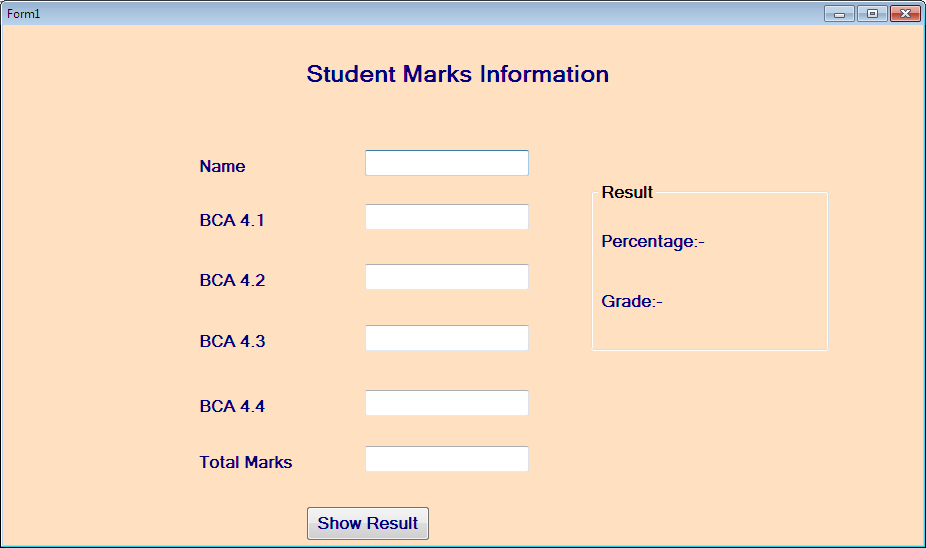 Form1
Student Marks Information
Name
BCA 4.1
BCA 4.2
BCA 4.3
BCA 4.4
Total Marks
Show Result
Result
Percentage:-
Grade:-